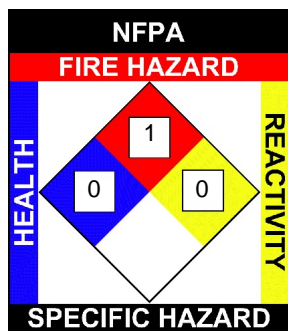 NFPA
FIRE HAZARD
1
HEALTH
0
0
REACTIVITY
SPECIFIC HAZARD